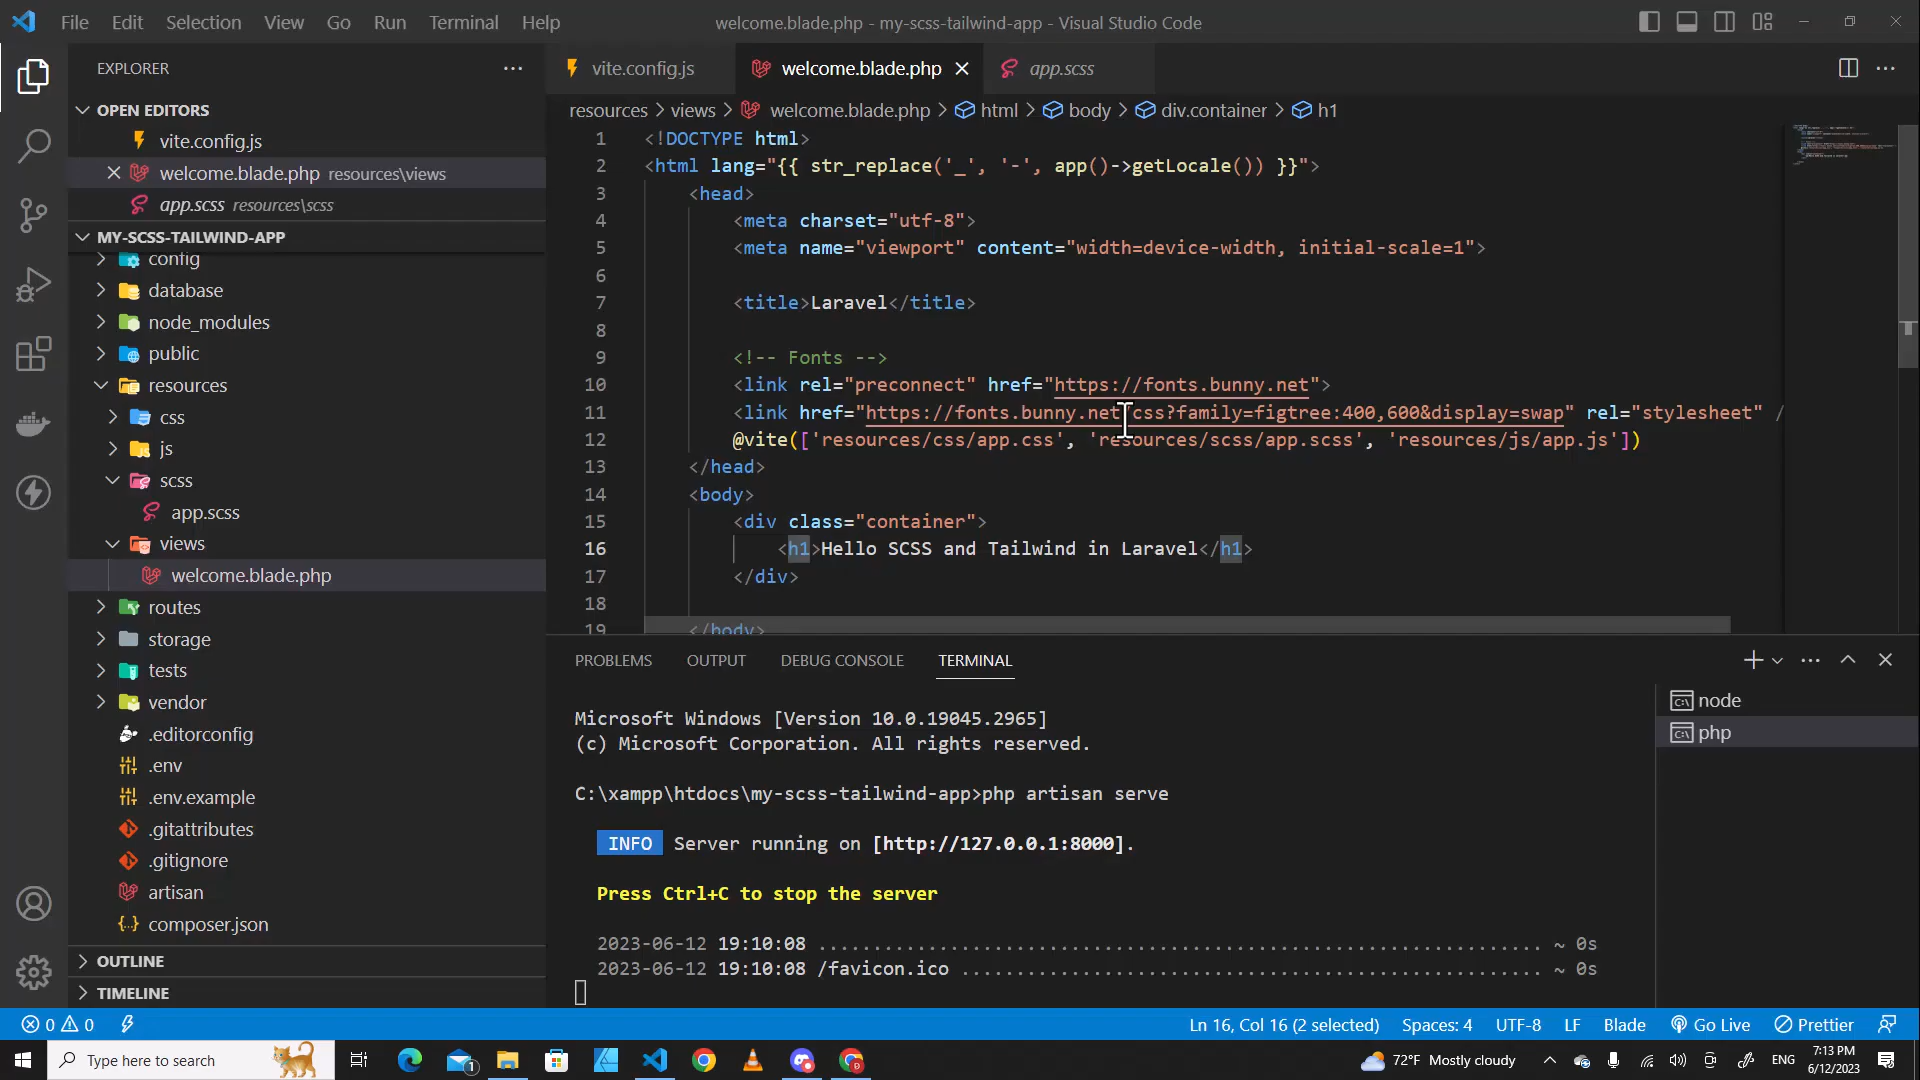 File Edit Selection View Go Run Terminal Help
welcome.blade.php - my-scss-tailwind-app - Visual Studio Code
EXPLORER
OPEN EDITORS
vite.config.js
welcome.blade.php resources\views
app.scss resources\scss
MY-SCSS-TAILWIND-APP
config
database
node_modules
public
resources
css
js
scss
app.scss
views
welcome.blade.php
routes
storage
tests
vendor
.editorconfig
.env
.env.example
.gitattributes
.gitignore
artisan
composer.json
OUTLINE
TIMELINE
vite.config.js welcome.blade.php app.scss
resources > views > welcome.blade.php > html > body > div.container > h1
1 <!DOCTYPE html>
2 <html lang="{{ str_replace('_', '-', app()->getLocale()) }}">
3 <head>
4 <meta charset="utf-8">
5 <meta name="viewport" content="width=device-width, initial-scale=1">
6
7 <title>Laravel</title>
8
9 <!-- Fonts -->
10 <link rel="preconnect" href="https://fonts.bunny.net">
11 <link href="https://fonts.bunny.net/css?family=figtree:400,600&display=swap" rel="stylesheet" /
12 @vite(['resources/css/app.css', 'resources/scss/app.scss', 'resources/js/app.js'])
13 </head>
14 <body>
15 <div class="container">
16 <h1>Hello SCSS and Tailwind in Laravel</h1>
17 </div>
18
19 </body>
PROBLEMS OUTPUT DEBUG CONSOLE TERMINAL
Microsoft Windows [Version 10.0.19045.2965]
(c) Microsoft Corporation. All rights reserved.
C:\xampp\htdocs\my-scss-tailwind-app>php artisan serve
INFO Server running on [http://127.0.0.1:8000].
Press Ctrl+C to stop the server
2023-06-12 19:10:08 ................................................................. ~ 0s
2023-06-12 19:10:08 /favicon.ico .................................................... ~ 0s
node
php
0 0
Ln 16, Col 16 (2 selected) Spaces: 4 UTF-8 LF Blade Go Live Prettier
Type here to search
1
72°F Mostly cloudy
ENG
7:13 PM
6/12/2023